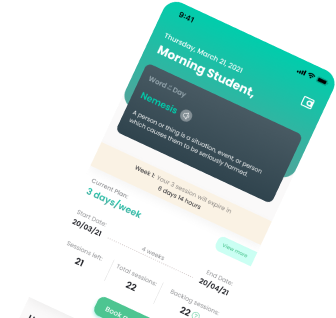 9:41
Thursday, March 21, 2021
Morning Student,
Word of Day
Nemesis
A person or thing is a situation, event, or person
which causes them to be seriously harmed.
Week 1: Your 3 session will expire in
6 days 14 hours
View more
Current Plan:
3 days/week
Start Date:
20/03/21
4 weeks
End Date:
20/04/21
Sessions left:
21
Total sessions:
22
Backlog sessions:
22
Book